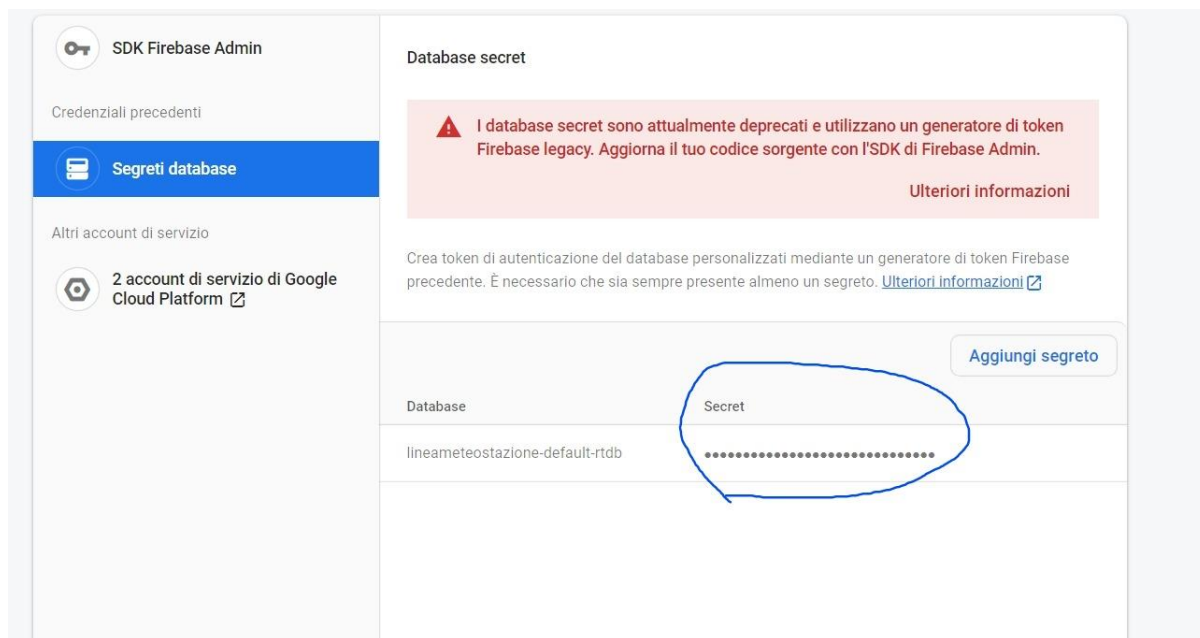 SDK Firebase Admin
Credenziali precedenti
Segreti database
Altri account di servizio
2 account di servizio di Google
Cloud Platform
Database secret
I database secret sono attualmente deprecati e utilizzano un generatore di token
Firebase legacy. Aggiorna il tuo codice sorgente con l'SDK di Firebase Admin.
Ulteriori informazioni
Crea token di autenticazione del database personalizzati mediante un generatore di token Firebase
precedente. È necessario che sia sempre presente almeno un segreto. Ulteriori informazioni
Aggiungi segreto
Database Secret
lineameteostazione-default-rtdb ••••••••••••••••••••••••••••••